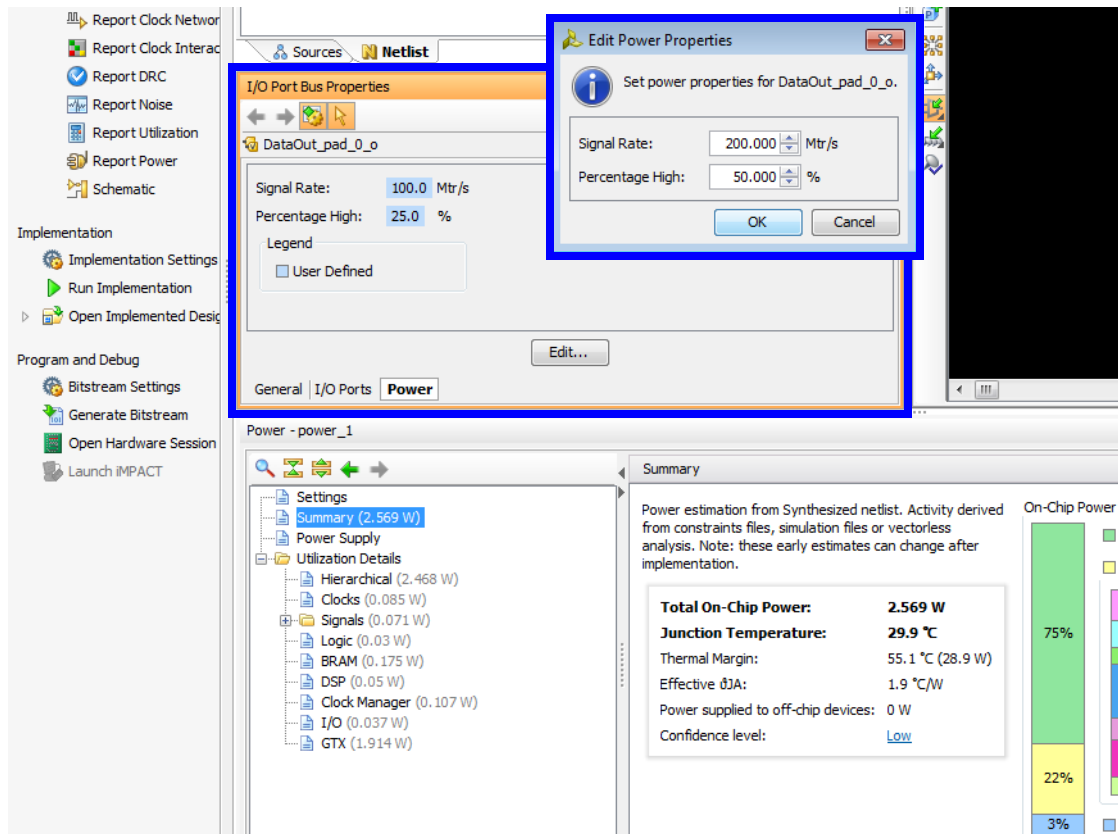 Report Clock Networ
Report Clock Interac
Report DRC
Report Noise
Report Utilization
Report Power
Schematic
Implementation
Implementation Settings
Run Implementation
Open Implemented Desig
Program and Debug
Bitstream Settings
Generate Bitstream
Open Hardware Session
Launch iMPACT
Sources
Netlist
I/O Port Bus Properties
DataOut_pad_0_o
Signal Rate: 100.0 Mtr/s
Percentage High: 25.0 %
Legend
User Defined
Edit...
General I/O Ports Power
Edit Power Properties
Set power properties for DataOut_pad_0_o.
Signal Rate: 200.000 Mtr/s
Percentage High: 50.000 %
OK Cancel
Power - power_1
Settings
Summary (2.569 W)
Power Supply
Utilization Details
Hierarchical (2.468 W)
Clocks (0.085 W)
Signals (0.071 W)
Logic (0.03 W)
BRAM (0.175 W)
DSP (0.05 W)
Clock Manager (0.107 W)
I/O (0.037 W)
GTX (1.914 W)
Summary
Power estimation from Synthesized netlist. Activity derived
from constraints files, simulation files or vectorless
analysis. Note: these early estimates can change after
implementation.
Total On-Chip Power: 2.569 W
Junction Temperature: 29.9 °C
Thermal Margin: 55.1 °C (28.9 W)
Effective ϑJA: 1.9 °C/W
Power supplied to off-chip devices: 0 W
Confidence level: Low
On-Chip Power
75%
22%
3%